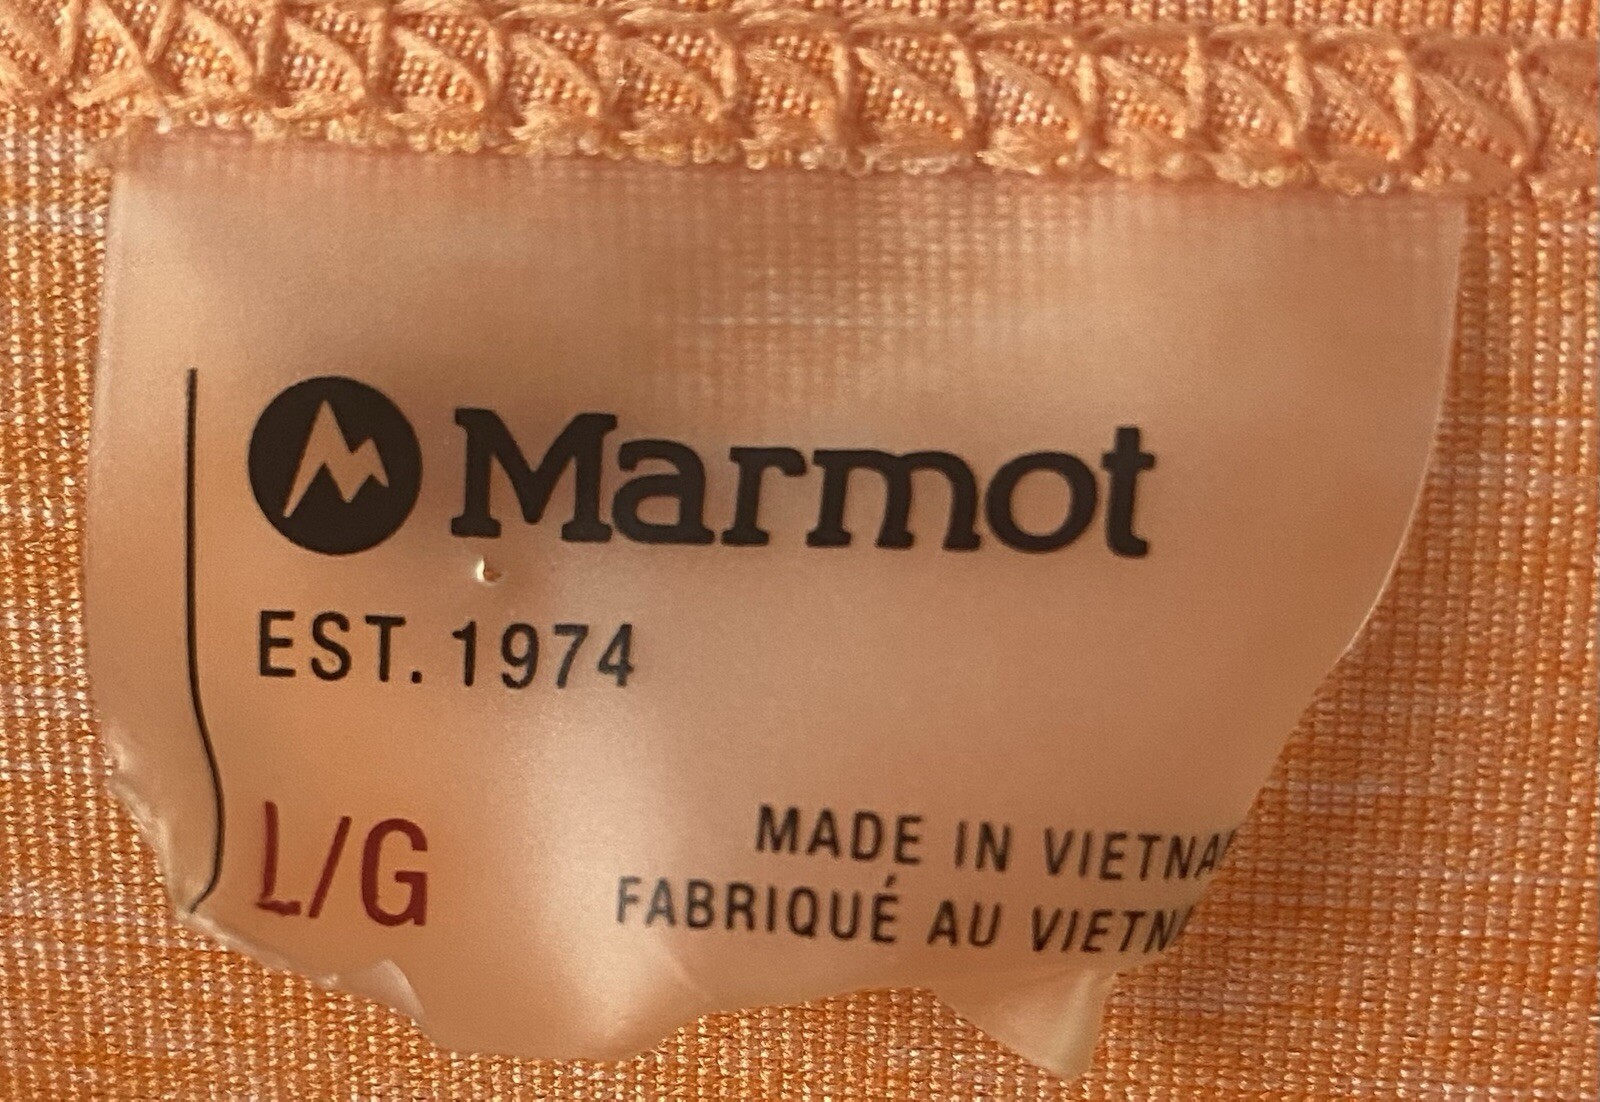 Marmot
EST. 1974
L/G
MADE IN VIETNA
FABRIQUÉ AU VIETN